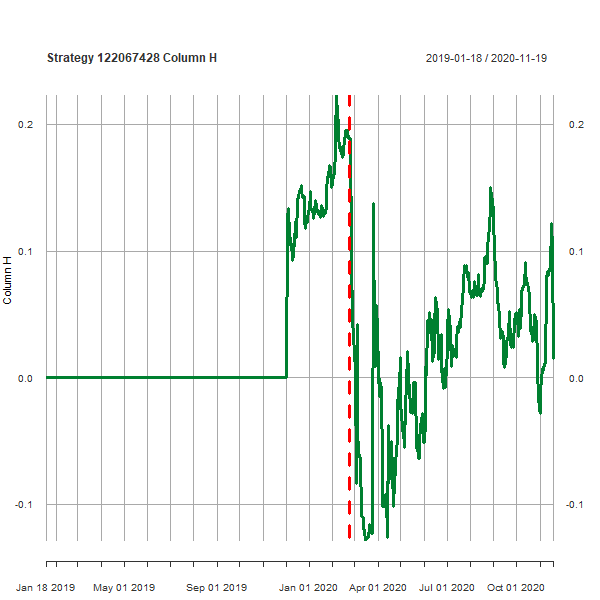 Strategy 122067428 Column H
2019-01-18 / 2020-11-19
0.2
0.2
0.1
0.1
Column H
0.0
0.0
-0.1
-0.1
Jan 18 2019
May 01 2019
Sep 01 2019
Jan 01 2020
Apr 01 2020
Jul 01 2020
Oct 01 2020